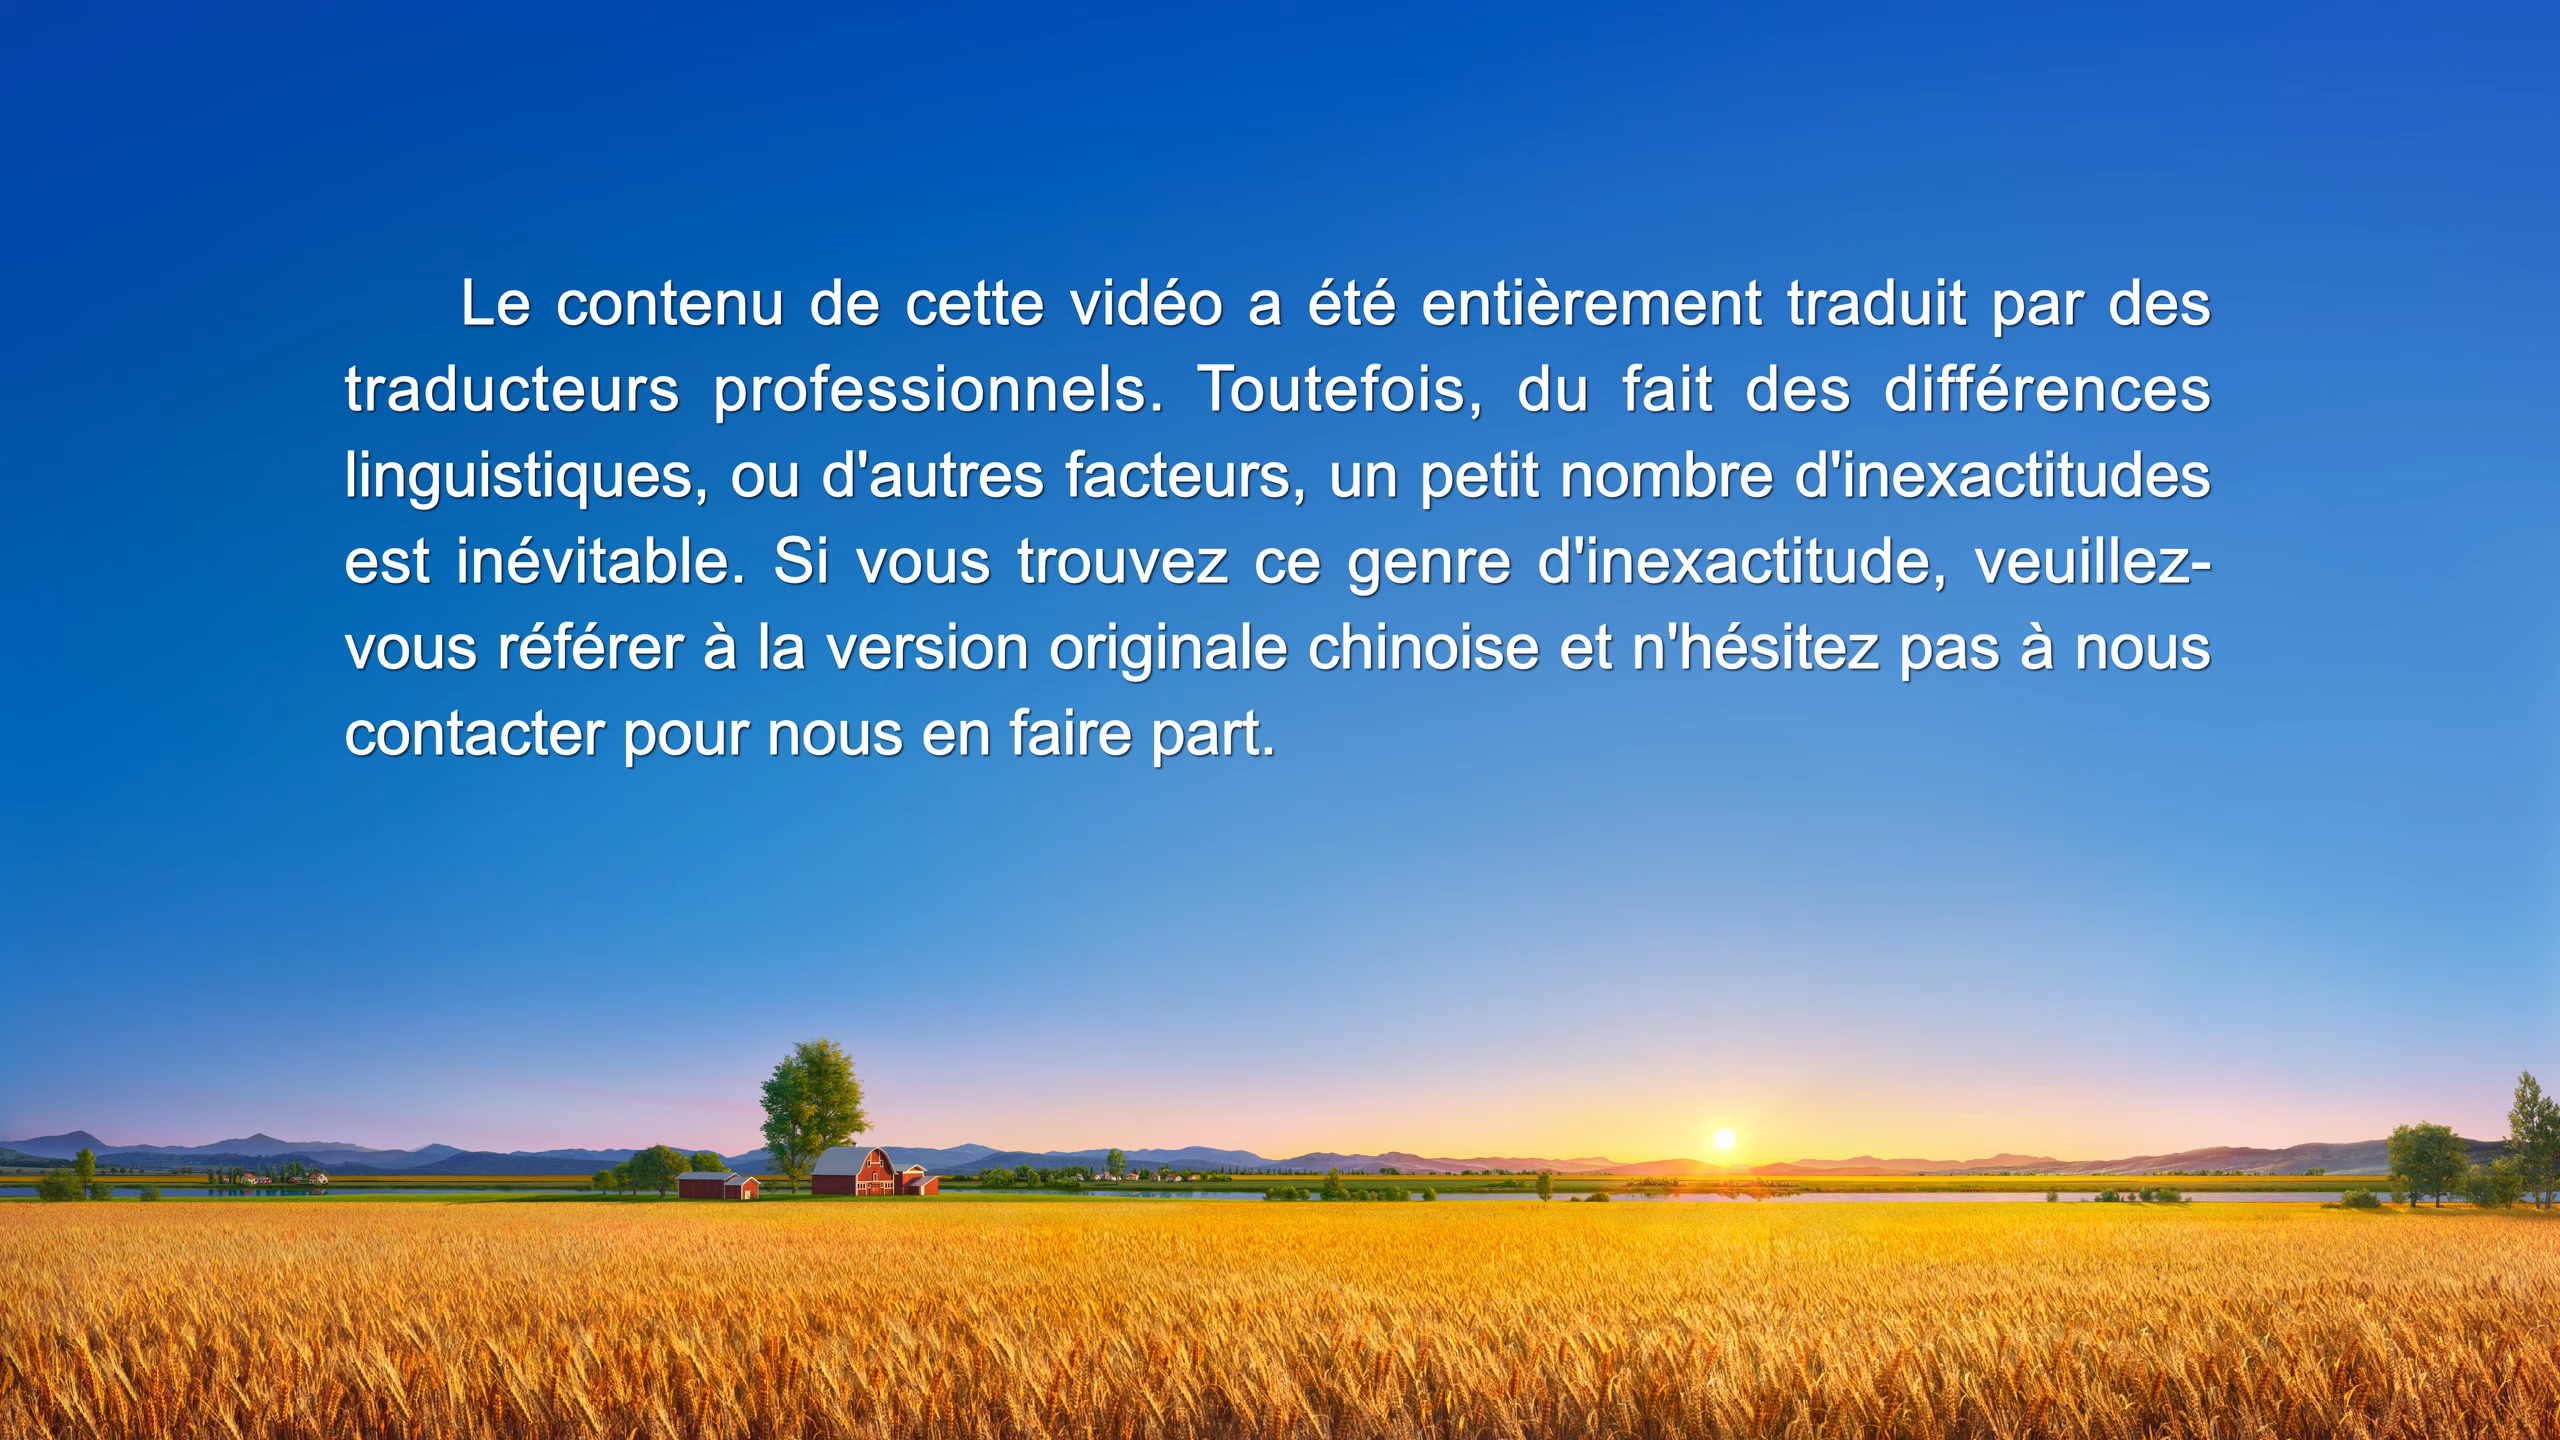 Le contenu de cette vidéo a été entièrement traduit par des
traducteurs professionnels. Toutefois, du fait des différences
linguistiques, ou d'autres facteurs, un petit nombre d'inexactitudes
est inévitable. Si vous trouvez ce genre d'inexactitude, veuillez-
vous référer à la version originale chinoise et n'hésitez pas à nous
contacter pour nous en faire part.